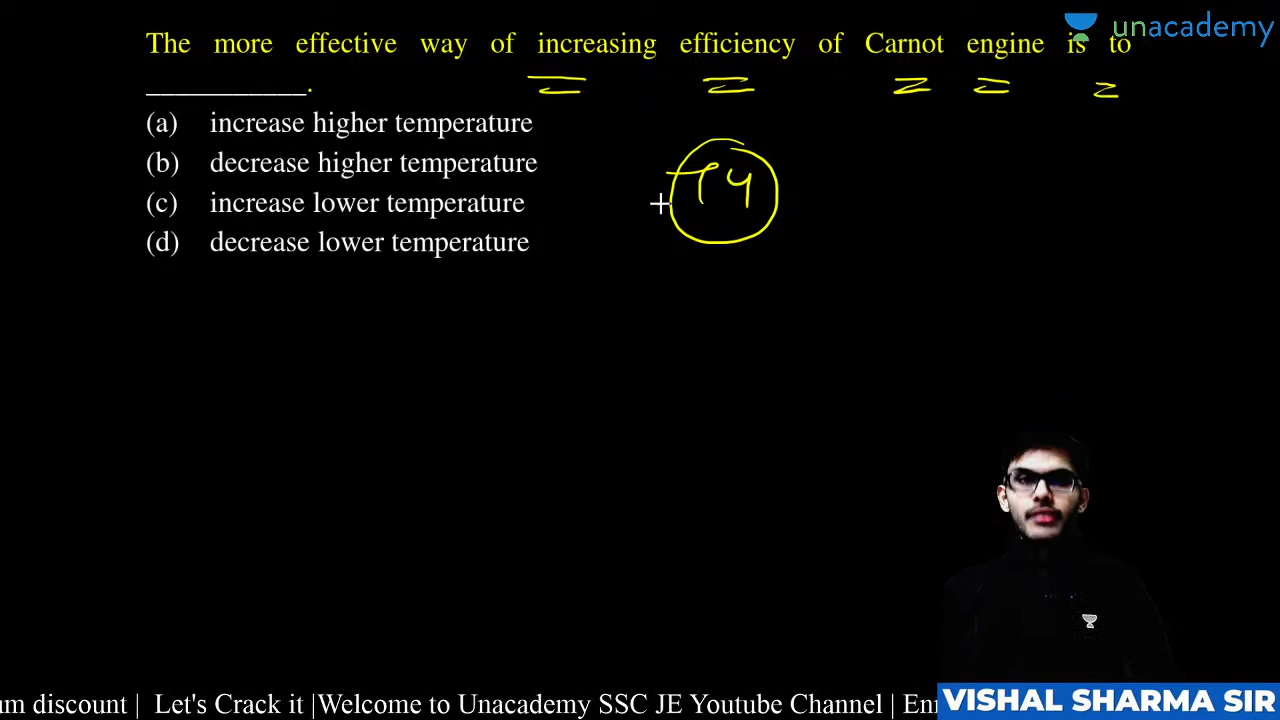 unacademy
The more effective way of increasing efficiency of Carnot engine is to
___________.
(a) increase higher temperature
(b) decrease higher temperature
(c) increase lower temperature
(d) decrease lower temperature
um discount | Let's Crack it |Welcome to Unacademy SSC JE Youtube Channel |
VISHAL SHARMA SIR